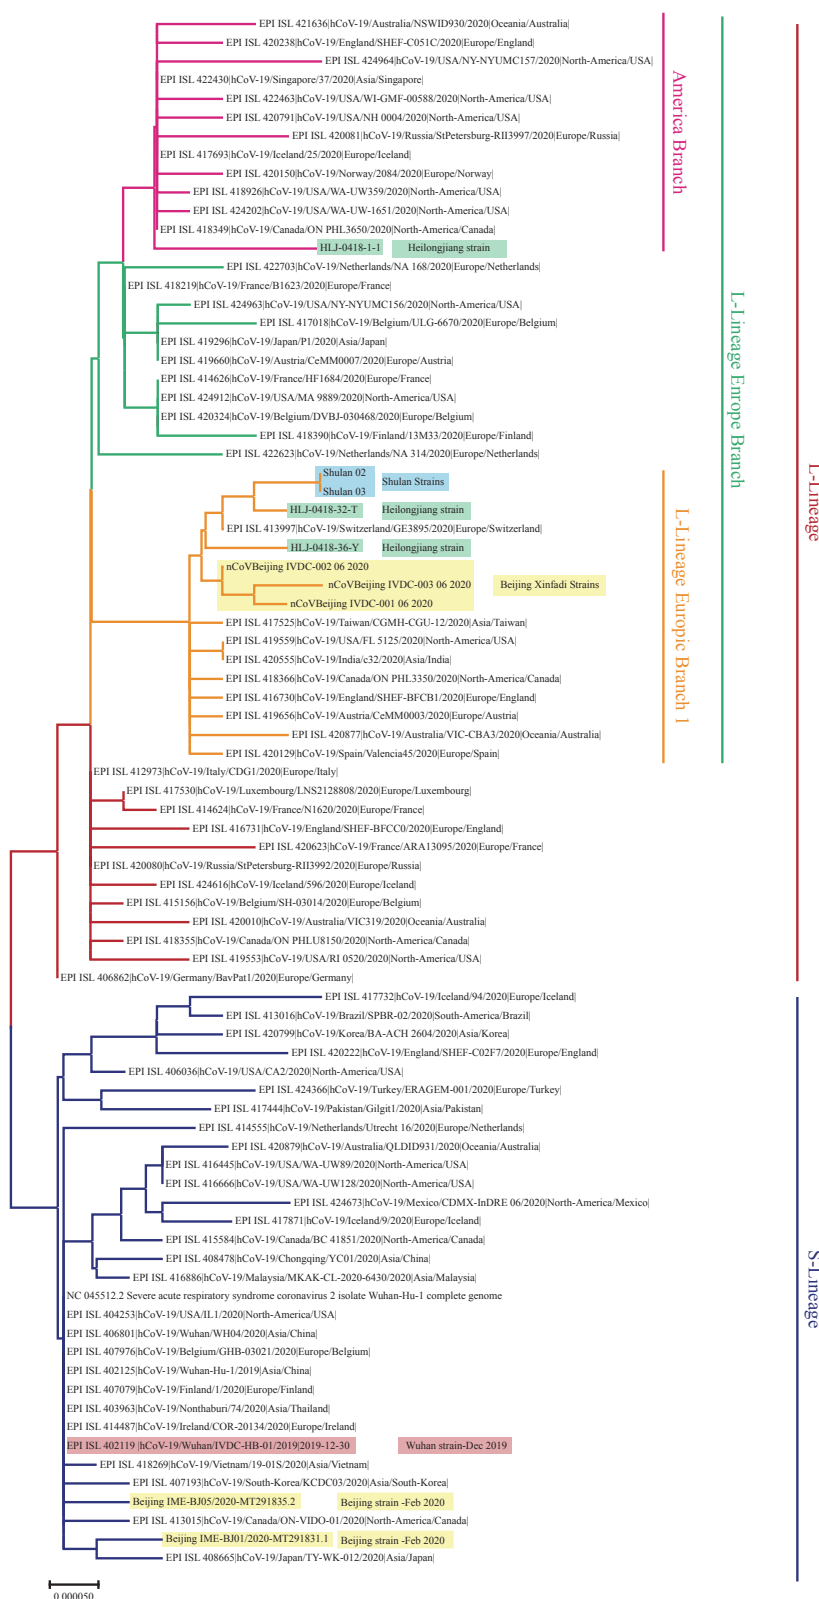 EPI ISL 421636|hCoV-19/Australia/NSWID930/2020|Oceania/Australia|
EPI ISL 420238|hCoV-19/England/SHEF-C051C/2020|Europe/England|
EPI ISL 424964|hCoV-19/USA/NY-NYUMC157/2020|North-America/USA|
EPI ISL 422430|hCoV-19/Singapore/37/2020|Asia/Singapore|
EPI ISL 422463|hCoV-19/USA/WI-GMF-00588/2020|North-America/USA|
EPI ISL 420791|hCoV-19/USA/NH 0004/2020|North-America/USA|
EPI ISL 420081|hCoV-19/Russia/StPetersburg-RII3997/2020|Europe/Russia|
EPI ISL 417693|hCoV-19/Iceland/25/2020|Europe/Iceland|
EPI ISL 420150|hCoV-19/Norway/2084/2020|Europe/Norway|
EPI ISL 418926|hCoV-19/USA/WA-UW359/2020|North-America/USA|
EPI ISL 424202|hCoV-19/USA/WA-UW-1651/2020|North-America/USA|
EPI ISL 418349|hCoV-19/Canada/ON PHL3650/2020|North-America/Canada|
HLJ-0418-1-1 Heilongjiang strain
America Branch
EPI ISL 422703|hCoV-19/Netherlands/NA 168/2020|Europe/Netherlands|
EPI ISL 418219|hCoV-19/France/B1623/2020|Europe/France|
EPI ISL 424963|hCoV-19/USA/NY-NYUMC156/2020|North-America/USA|
EPI ISL 417018|hCoV-19/Belgium/ULG-6670/2020|Europe/Belgium|
EPI ISL 419296|hCoV-19/Japan/P1/2020|Asia/Japan|
EPI ISL 419660|hCoV-19/Austria/CeMM0007/2020|Europe/Austria|
EPI ISL 414626|hCoV-19/France/HF1684/2020|Europe/France|
EPI ISL 424912|hCoV-19/USA/MA 9889/2020|North-America/USA|
EPI ISL 420324|hCoV-19/Belgium/DVBJ-030468/2020|Europe/Belgium|
EPI ISL 418390|hCoV-19/Finland/13M33/2020|Europe/Finland|
EPI ISL 422623|hCoV-19/Netherlands/NA 314/2020|Europe/Netherlands|
L-Lineage Enrope Branch
Shulan 02
Shulan 03
Shulan Strains
HLJ-0418-32-T Heilongjiang strain
EPI ISL 413997|hCoV-19/Switzerland/GE3895/2020|Europe/Switzerland|
HLJ-0418-36-Y Heilongjiang strain
nCoVBeijing IVDC-002 06 2020
nCoVBeijing IVDC-003 06 2020 Beijing Xinfadi Strains
nCoVBeijing IVDC-001 06 2020
EPI ISL 417525|hCoV-19/Taiwan/CGMH-CGU-12/2020|Asia/Taiwan|
EPI ISL 419559|hCoV-19/USA/FL 5125/2020|North-America/USA|
EPI ISL 420555|hCoV-19/India/c32/2020|Asia/India|
EPI ISL 418366|hCoV-19/Canada/ON PHL3350/2020|North-America/Canada|
EPI ISL 416730|hCoV-19/England/SHEF-BFCB1/2020|Europe/England|
EPI ISL 419656|hCoV-19/Austria/CeMM0003/2020|Europe/Austria|
EPI ISL 420877|hCoV-19/Australia/VIC-CBA3/2020|Oceania/Australia|
EPI ISL 420129|hCoV-19/Spain/Valencia45/2020|Europe/Spain|
L-Lineage Europic Branch 1
EPI ISL 412973|hCoV-19/Italy/CDG1/2020|Europe/Italy|
EPI ISL 417530|hCoV-19/Luxembourg/LNS2128808/2020|Europe/Luxembourg|
EPI ISL 414624|hCoV-19/France/N1620/2020|Europe/France|
EPI ISL 416731|hCoV-19/England/SHEF-BFCC0/2020|Europe/England|
EPI ISL 420623|hCoV-19/France/ARA13095/2020|Europe/France|
EPI ISL 420080|hCoV-19/Russia/StPetersburg-RII3992/2020|Europe/Russia|
EPI ISL 424616|hCoV-19/Iceland/596/2020|Europe/Iceland|
EPI ISL 415156|hCoV-19/Belgium/SH-03014/2020|Europe/Belgium|
EPI ISL 420010|hCoV-19/Australia/VIC319/2020|Oceania/Australia|
EPI ISL 418355|hCoV-19/Canada/ON PHLU8150/2020|North-America/Canada|
EPI ISL 419553|hCoV-19/USA/RI 0520/2020|North-America/USA|
EPI ISL 406862|hCoV-19/Germany/BavPat1/2020|Europe/Germany|
L-Lineage
EPI ISL 417732|hCoV-19/Iceland/94/2020|Europe/Iceland|
EPI ISL 413016|hCoV-19/Brazil/SPBR-02/2020|South-America/Brazil|
EPI ISL 420799|hCoV-19/Korea/BA-ACH 2604/2020|Asia/Korea|
EPI ISL 420222|hCoV-19/England/SHEF-C02F7/2020|Europe/England|
EPI ISL 406036|hCoV-19/USA/CA2/2020|North-America/USA|
EPI ISL 424366|hCoV-19/Turkey/ERAGEM-001/2020|Europe/Turkey|
EPI ISL 417444|hCoV-19/Pakistan/Gilgit1/2020|Asia/Pakistan|
EPI ISL 414555|hCoV-19/Netherlands/Utrecht 16/2020|Europe/Netherlands|
EPI ISL 420879|hCoV-19/Australia/QLDID931/2020|Oceania/Australia|
EPI ISL 416445|hCoV-19/USA/WA-UW89/2020|North-America/USA|
EPI ISL 416666|hCoV-19/USA/WA-UW128/2020|North-America/USA|
EPI ISL 424673|hCoV-19/Mexico/CDMX-InDRE 06/2020|North-America/Mexico|
EPI ISL 417871|hCoV-19/Iceland/9/2020|Europe/Iceland|
EPI ISL 415584|hCoV-19/Canada/BC 41851/2020|North-America/Canada|
EPI ISL 408478|hCoV-19/Chongqing/YC01/2020|Asia/China|
EPI ISL 416886|hCoV-19/Malaysia/MKAK-CL-2020-6430/2020|Asia/Malaysia|
NC 045512.2 Severe acute respiratory syndrome coronavirus 2 isolate Wuhan-Hu-1 complete genome
EPI ISL 404253|hCoV-19/USA/IL1/2020|North-America/USA|
EPI ISL 406801|hCoV-19/Wuhan/WH04/2020|Asia/China|
EPI ISL 407976|hCoV-19/Belgium/GHB-03021/2020|Europe/Belgium|
EPI ISL 402125|hCoV-19/Wuhan-Hu-1/2019|Asia/China|
EPI ISL 407079|hCoV-19/Finland/1/2020|Europe/Finland|
EPI ISL 403963|hCoV-19/Nonthaburi/74/2020|Asia/Thailand|
EPI ISL 414487|hCoV-19/Ireland/COR-20134/2020|Europe/Ireland|
EPI ISL 402119 |hCoV-19/Wuhan/IVDC-HB-01/2019|2019-12-30 Wuhan strain-Dec 2019
EPI ISL 418269|hCoV-19/Vietnam/19-01S/2020|Asia/Vietnam|
EPI ISL 407193|hCoV-19/South-Korea/KCDC03/2020|Asia/South-Korea|
Beijing IME-BJ05/2020-MT291835.2 Beijing strain -Feb 2020
EPI ISL 413015|hCoV-19/Canada/ON-VIDO-01/2020|North-America/Canada|
Beijing IME-BJ01/2020-MT291831.1 Beijing strain -Feb 2020
EPI ISL 408665|hCoV-19/Japan/TY-WK-012/2020|Asia/Japan|
S-Lineage
0.000050